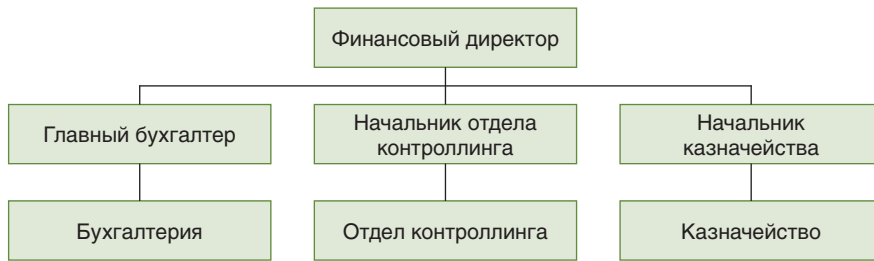 Финансовый директор
Главный бухгалтер
Начальник отдела
контроллинга
Начальник
казначейства
Бухгалтерия
Отдел контроллинга
Казначейство